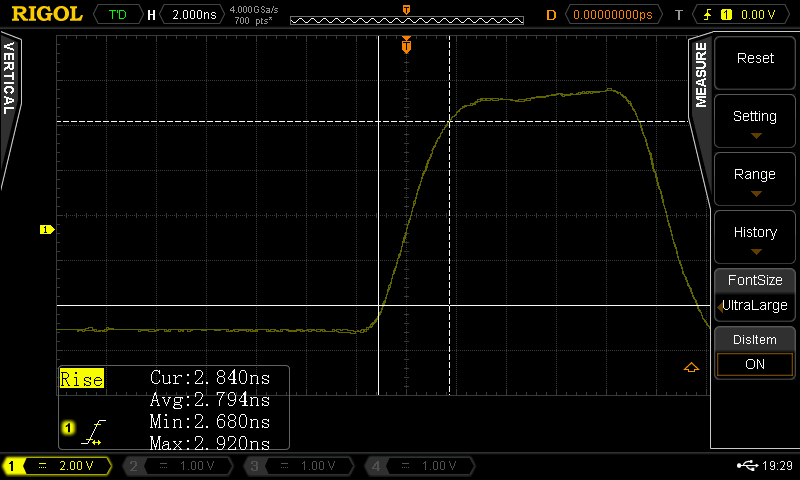 RIGOL T'D H 2.000ns 4.000GSa/s D 0.00000000ps T 1 0.00 V
700 pts*
T
T
VERTICAL
MEASURE
Reset
Setting
Range
History
FontSize
UltraLarge
DisItem
ON
1
Rise
Cur:2.840ns
Avg:2.794ns
Min:2.680ns
Max:2.920ns
1
1 2.00 V 2 1.00 V 3 1.00 V 4 1.00 V 19:29